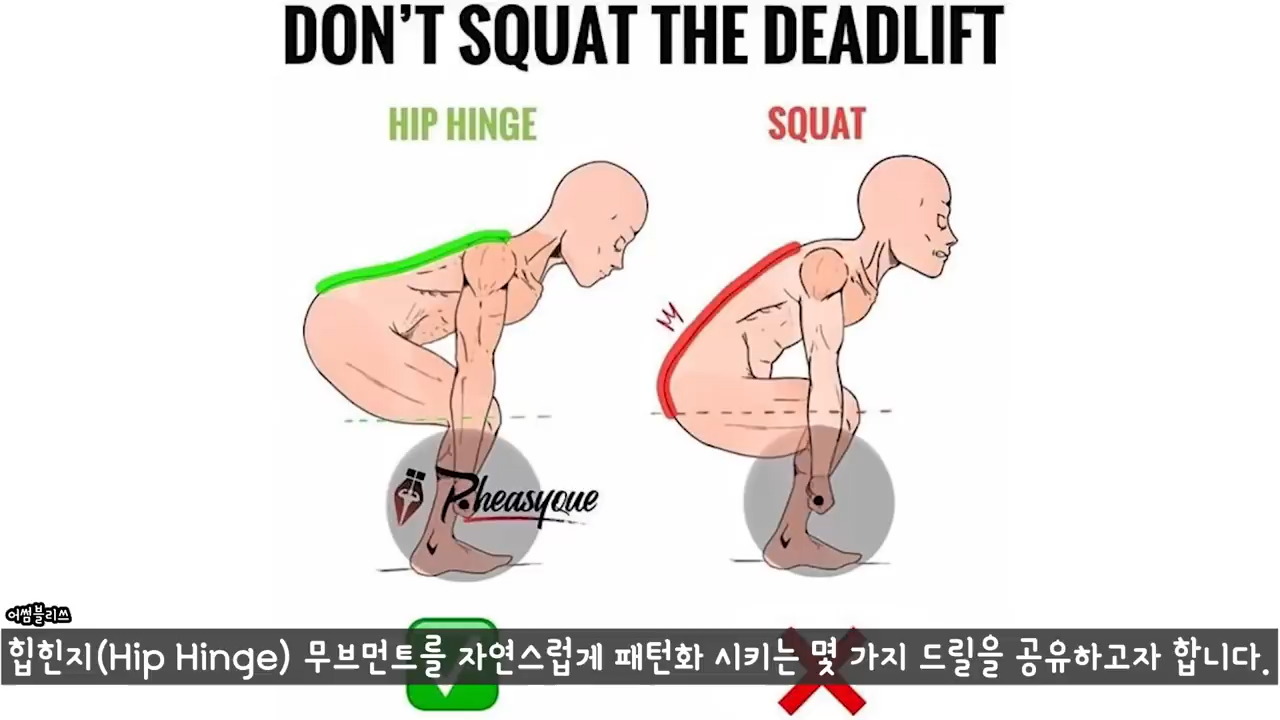 DON'T SQUAT THE DEADLIFT
HIP HINGE
SQUAT
Pheasyque
어썸블리쓰
힙힌지(Hip Hinge) 무브먼트를 자연스럽게 패턴화 시키는 몇 가지 드릴을 공유하고자 합니다.